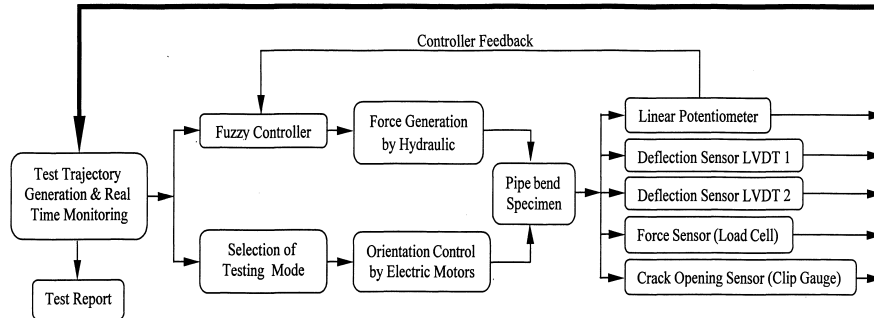 Controller Feedback
Fuzzy Controller
Force Generation
by Hydraulic
Linear Potentiometer
Test Trajectory
Generation & Real
Time Monitoring
Pipe bend
Specimen
Deflection Sensor LVDT 1
Deflection Sensor LVDT 2
Selection of
Testing Mode
Orientation Control
by Electric Motors
Force Sensor (Load Cell)
Crack Opening Sensor (Clip Gauge)
Test Report